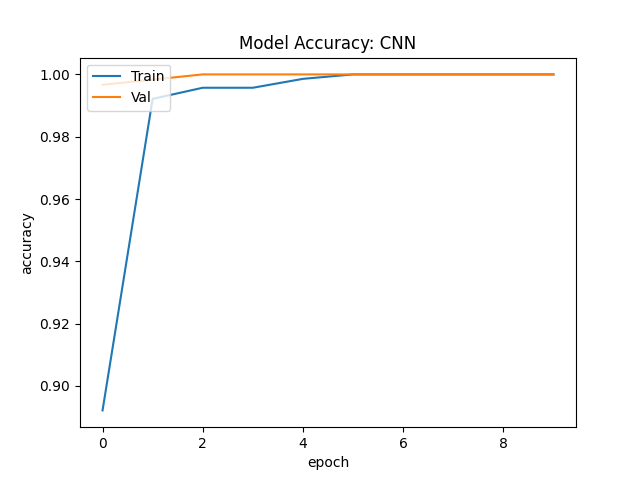 Model Accuracy: CNN
Train
Val
1.00
0.98
0.96
0.94
0.92
0.90
accuracy
0 2 4 6 8
epoch